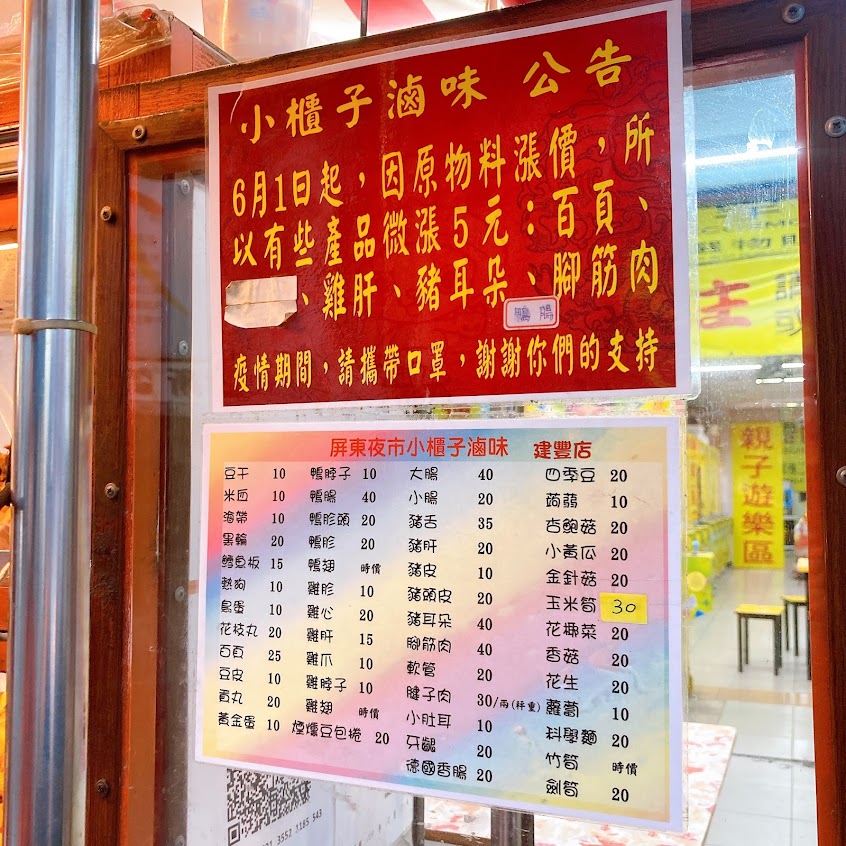 小櫃子滷味 公告
6月1日起，因原物料漲價，所
以有些產品微漲5元：百頁、
、雞肝、豬耳朵、腳筋肉
鴨腸
疫情期間，請攜帶口罩，謝謝你們的支持
屏東夜市小櫃子滷味 建豐店
豆干 10
米血 10
海帶 10
黑輪 20
鱈魚板 15
熱狗 10
鳥蛋 10
花枝丸 20
百頁 25
豆皮 10
貢丸 20
黃金蛋 10
鴨脖子 10
鴨腸 40
鴨胗頭 20
鴨胗 20
鴨翅 時價
雞胗 10
雞心 20
雞肝 15
雞爪 10
雞脖子 10
雞翅 時價
煙燻豆包捲 20
大腸 40
小腸 20
豬舌 35
豬肝 20
豬皮 10
豬頭皮 20
豬耳朵 40
腳筋肉 40
軟管 20
腱子肉 30/兩(秤重)
小肚耳 10
牙齦 20
德國香腸 20
四季豆 20
蒟蒻 10
杏鮑菇 20
小黃瓜 20
金針菇 20
玉米筍 30
花椰菜 20
香菇 20
花生 20
蘿蔔 10
科學麵 20
竹筍 時價
劍筍 20
親子遊樂區